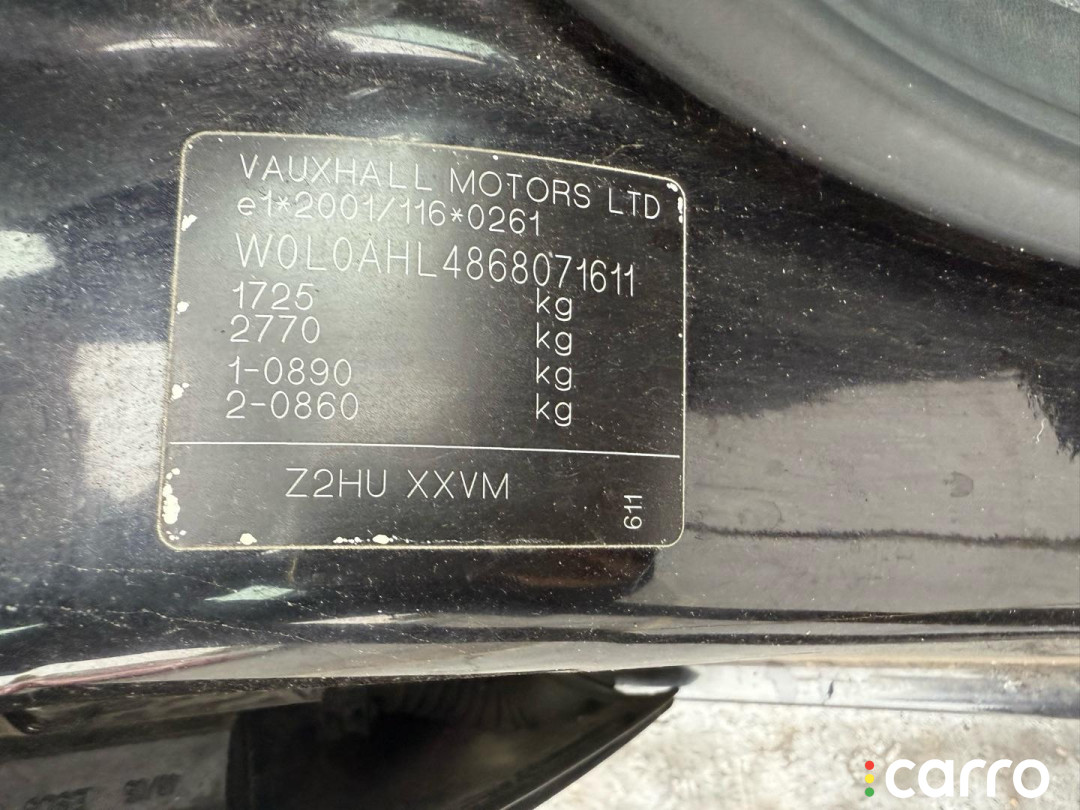 VAUXHALL MOTORS LTD
e1*2001/116*0261
W0L0AHL4868071611
1725 kg
2770 kg
1-0890 kg
2-0860 kg
Z2HU XXVM
611
carro